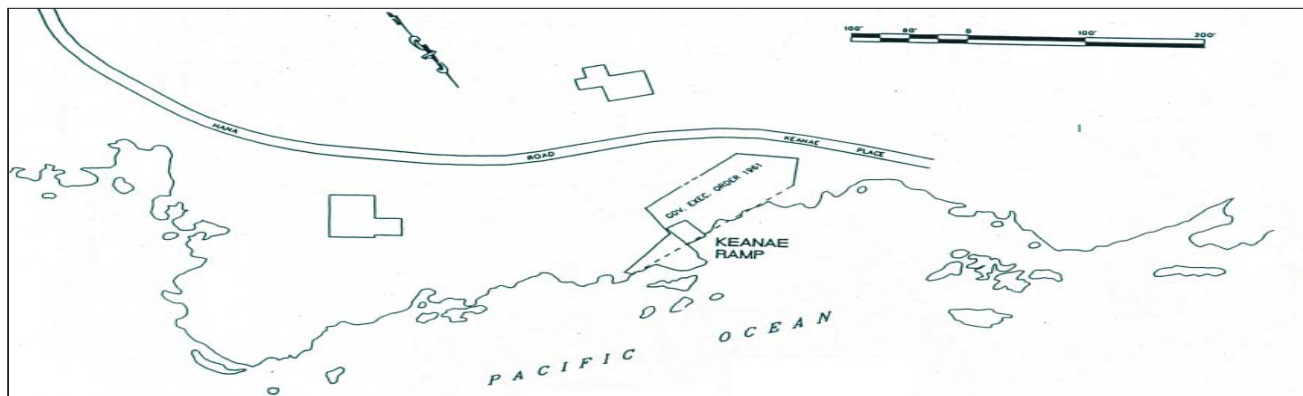 100' 50' 0 100' 200'
HANA ROAD KEANAE PLACE
GOV. EXEC. ORDER 1961
KEANAE
RAMP
PACIFIC OCEAN